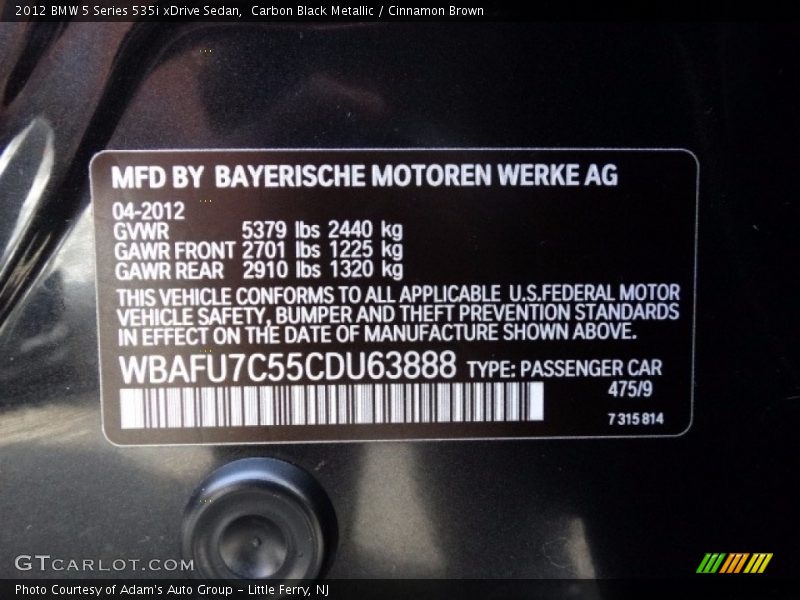 2012 BMW 5 Series 535i xDrive Sedan,  Carbon Black Metallic / Cinnamon Brown
MFD BY BAYERISCHE MOTOREN WERKE AG
04-2012
GVWR 5379 lbs 2440 kg
GAWR FRONT 2701 lbs 1225 kg
GAWR REAR 2910 lbs 1320 kg
THIS VEHICLE CONFORMS TO ALL APPLICABLE U.S.FEDERAL MOTOR
VEHICLE SAFETY, BUMPER AND THEFT PREVENTION STANDARDS
IN EFFECT ON THE DATE OF MANUFACTURE SHOWN ABOVE.
WBAFU7C55CDU63888 TYPE: PASSENGER CAR
475/9
7 315 814
GTCARLOT.COM
Photo Courtesy of Adam's Auto Group - Little Ferry, NJ